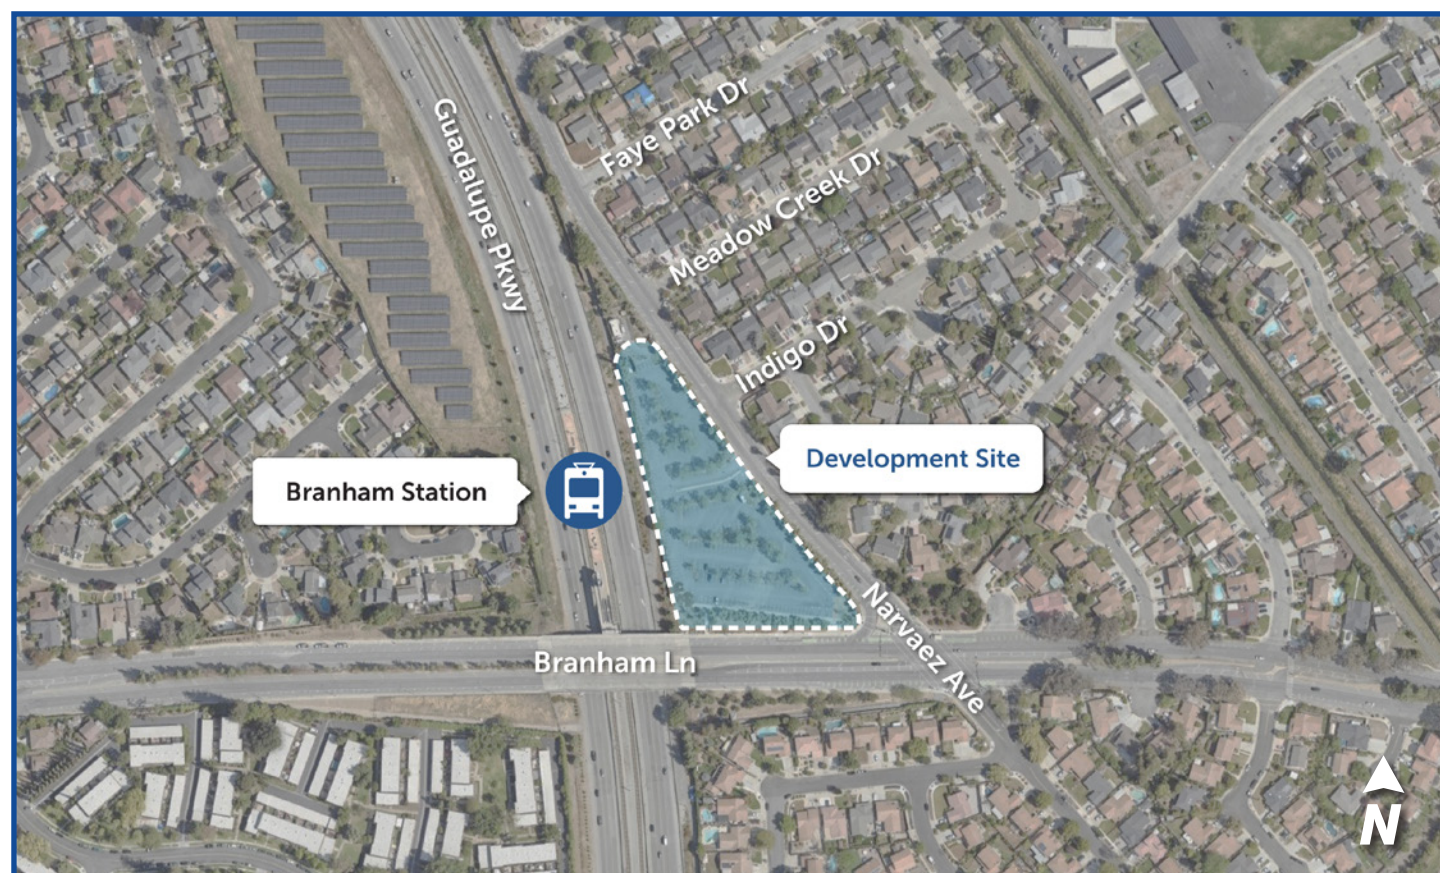 Faye Park Dr
Guadalupe Pkwy
Meadow Creek Dr
Indigo Dr
Development Site
Branham Station
Narvaez Ave
Branham Ln
N